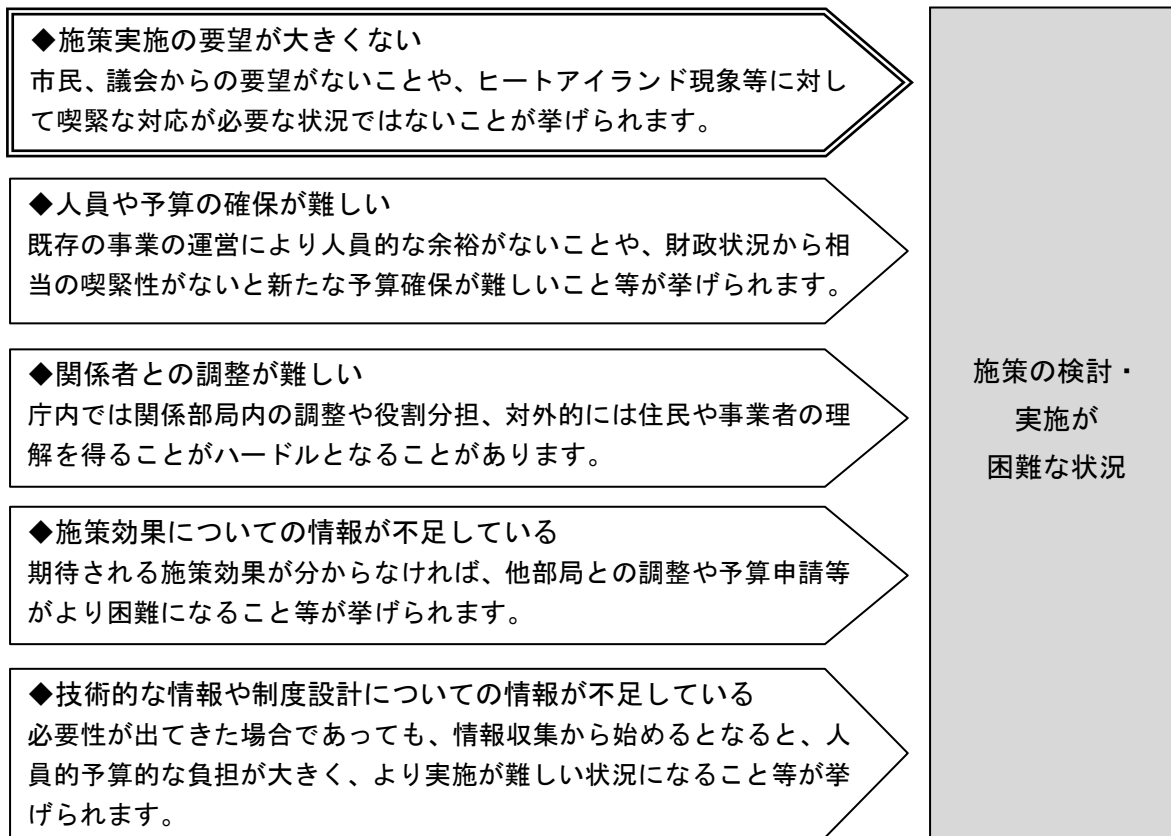 ◆施策実施の要望が大きくない
市民、議会からの要望がないことや、ヒートアイランド現象等に対し
て喫緊な対応が必要な状況ではないことが挙げられます。
◆人員や予算の確保が難しい
既存の事業の運営により人員的な余裕がないことや、財政状況から相
当の喫緊性がないと新たな予算確保が難しいこと等が挙げられます。
◆関係者との調整が難しい
庁内では関係部局内の調整や役割分担、対外的には住民や事業者の理
解を得ることがハードルとなることがあります。
◆施策効果についての情報が不足している
期待される施策効果が分からなければ、他部局との調整や予算申請等
がより困難になること等が挙げられます。
◆技術的な情報や制度設計についての情報が不足している
必要性が出てきた場合であっても、情報収集から始めるとなると、人
員的予算的な負担が大きく、より実施が難しい状況になること等が挙
げられます。
施策の検討・
実施が
困難な状況